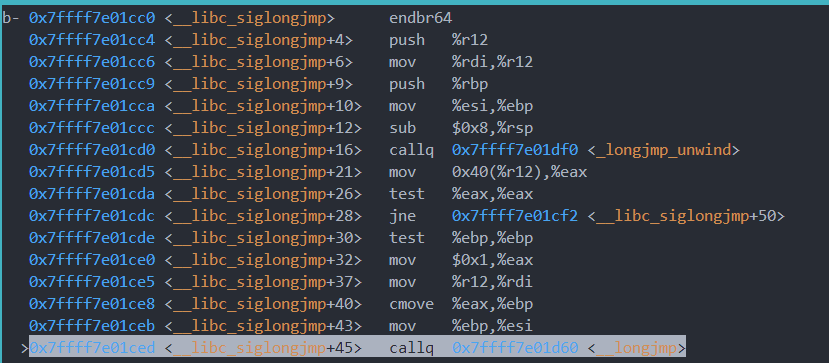 b- 0x7ffff7e01cc0 <__libc_siglongjmp> endbr64
0x7ffff7e01cc4 <__libc_siglongjmp+4> push %r12
0x7ffff7e01cc6 <__libc_siglongjmp+6> mov %rdi,%r12
0x7ffff7e01cc9 <__libc_siglongjmp+9> push %rbp
0x7ffff7e01cca <__libc_siglongjmp+10> mov %esi,%ebp
0x7ffff7e01ccc <__libc_siglongjmp+12> sub $0x8,%rsp
0x7ffff7e01cd0 <__libc_siglongjmp+16> callq 0x7ffff7e01df0 <_longjmp_unwind>
0x7ffff7e01cd5 <__libc_siglongjmp+21> mov 0x40(%r12),%eax
0x7ffff7e01cda <__libc_siglongjmp+26> test %eax,%eax
0x7ffff7e01cdc <__libc_siglongjmp+28> jne 0x7ffff7e01cf2 <__libc_siglongjmp+50>
0x7ffff7e01cde <__libc_siglongjmp+30> test %ebp,%ebp
0x7ffff7e01ce0 <__libc_siglongjmp+32> mov $0x1,%eax
0x7ffff7e01ce5 <__libc_siglongjmp+37> mov %r12,%rdi
0x7ffff7e01ce8 <__libc_siglongjmp+40> cmove %eax,%ebp
0x7ffff7e01ceb <__libc_siglongjmp+43> mov %ebp,%esi
>0x7ffff7e01ced <__libc_siglongjmp+45> callq 0x7ffff7e01d60 <__longjmp>